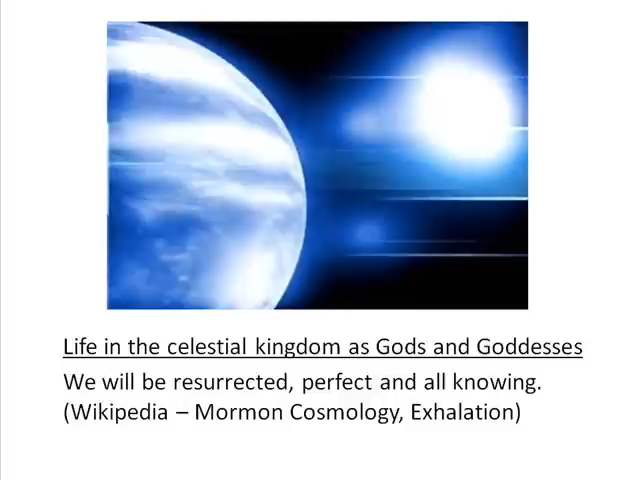 Life in the celestial kingdom as Gods and Goddesses
We will be resurrected, perfect and all knowing.
(Wikipedia – Mormon Cosmology, Exhalation)